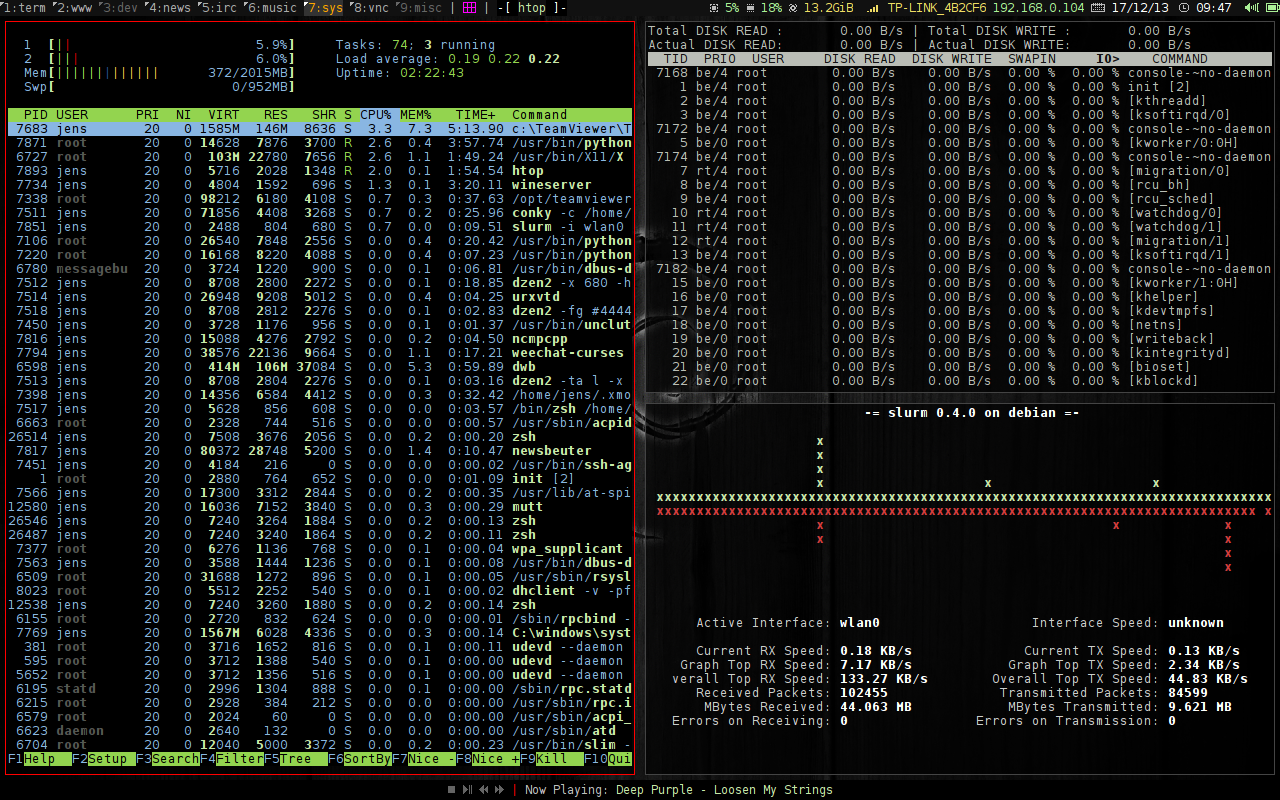 1:term 2:www 3:dev 4:news 5:irc 6:music 7:sys 8:vnc 9:misc | | -[ htop ]- 5% 18% 13.2GiB TP-LINK_4B2CF6 192.168.0.104 17/12/13 09:47
1 [|| 5.9%] Tasks: 74; 3 running
2 [||| 6.0%] Load average: 0.19 0.22 0.22
Mem[||||||||||||| 372/2015MB] Uptime: 02:22:43
Swp[ 0/952MB]
PID USER PRI NI VIRT RES SHR S CPU% MEM% TIME+ Command
7683 jens 20 0 1585M 146M 8636 S 3.3 7.3 5:13.90 c:\TeamViewer\T
7871 root 20 0 14628 7876 3700 R 2.6 0.4 3:57.74 /usr/bin/python
6727 root 20 0 103M 22780 7656 R 2.6 1.1 1:49.24 /usr/bin/X11/X
7893 jens 20 0 5716 2028 1348 R 2.0 0.1 1:54.54 htop
7734 jens 20 0 4804 1592 696 S 1.3 0.1 3:20.11 wineserver
7338 root 20 0 98212 6180 4108 S 0.7 0.3 0:37.63 /opt/teamviewer
7511 jens 20 0 71856 4408 3268 S 0.7 0.2 0:25.96 conky -c /home/
7851 jens 20 0 2488 804 680 S 0.7 0.0 0:09.51 slurm -i wlan0
7106 root 20 0 26540 7848 2556 S 0.0 0.4 0:20.42 /usr/bin/python
7220 root 20 0 16168 8220 4088 S 0.0 0.4 0:07.23 /usr/bin/python
6780 messagebu 20 0 3724 1220 900 S 0.0 0.1 0:06.81 /usr/bin/dbus-d
7512 jens 20 0 8708 2800 2272 S 0.0 0.1 0:18.85 dzen2 -x 680 -h
7514 jens 20 0 26948 9208 5012 S 0.0 0.4 0:04.25 urxvtd
7518 jens 20 0 8708 2812 2276 S 0.0 0.1 0:02.83 dzen2 -fg #4444
7450 jens 20 0 3728 1176 956 S 0.0 0.1 0:01.37 /usr/bin/unclut
7816 jens 20 0 15088 4276 2792 S 0.0 0.2 0:04.50 ncmpcpp
7794 jens 20 0 38576 22136 9664 S 0.0 1.1 0:17.21 weechat-curses
6598 jens 20 0 414M 106M 37084 S 0.0 5.3 0:59.89 dwb
7513 jens 20 0 8708 2804 2276 S 0.0 0.1 0:03.16 dzen2 -ta l -x
7398 jens 20 0 14356 6584 4412 S 0.0 0.3 0:32.42 /home/jens/.xmo
7517 jens 20 0 5628 856 608 S 0.0 0.0 0:03.57 /bin/zsh /home/
6663 root 20 0 2328 744 516 S 0.0 0.0 0:00.05 /usr/sbin/acpid
26514 jens 20 0 7508 3676 2056 S 0.0 0.2 0:00.20 zsh
7817 jens 20 0 80372 28748 5200 S 0.0 1.4 0:10.47 newsbeuter
7451 jens 20 0 4184 216 0 S 0.0 0.0 0:00.02 /usr/bin/ssh-ag
1 root 20 0 2880 764 652 S 0.0 0.0 0:01.09 init [2]
7566 jens 20 0 17300 3312 2844 S 0.0 0.2 0:00.35 /usr/lib/at-spi
12580 jens 20 0 16036 7152 3840 S 0.0 0.3 0:00.29 mutt
26546 jens 20 0 7240 3264 1884 S 0.0 0.2 0:00.13 zsh
26487 jens 20 0 7240 3240 1864 S 0.0 0.2 0:00.11 zsh
7377 root 20 0 6276 1136 768 S 0.0 0.1 0:00.04 wpa_supplicant
7563 jens 20 0 3588 1444 1236 S 0.0 0.1 0:00.08 /usr/bin/dbus-d
6509 root 20 0 31688 1272 896 S 0.0 0.1 0:00.05 /usr/sbin/rsysl
8023 root 20 0 5512 2252 540 S 0.0 0.1 0:00.02 dhclient -v -pf
12538 jens 20 0 7240 3260 1880 S 0.0 0.2 0:00.14 zsh
6155 root 20 0 2720 832 624 S 0.0 0.0 0:00.01 /sbin/rpcbind -
7769 jens 20 0 1567M 6028 4336 S 0.0 0.3 0:00.14 C:\windows\syst
381 root 20 0 3716 1652 816 S 0.0 0.1 0:00.11 udevd --daemon
595 root 20 0 3712 1388 540 S 0.0 0.1 0:00.00 udevd --daemon
5652 root 20 0 3712 1356 516 S 0.0 0.1 0:00.00 udevd --daemon
6195 statd 20 0 2996 1304 888 S 0.0 0.1 0:00.00 /sbin/rpc.statd
6215 root 20 0 2928 384 212 S 0.0 0.0 0:00.00 /usr/sbin/rpc.i
6579 root 20 0 2024 60 0 S 0.0 0.0 0:00.00 /usr/sbin/acpi_
6623 daemon 20 0 2640 132 0 S 0.0 0.0 0:00.00 /usr/sbin/atd
6704 root 20 0 12040 5000 3372 S 0.0 0.2 0:00.23 /usr/bin/slim -
F1Help F2Setup F3SearchF4FilterF5Tree F6SortByF7Nice -F8Nice +F9Kill F10Qui
Total DISK READ : 0.00 B/s | Total DISK WRITE : 0.00 B/s
Actual DISK READ: 0.00 B/s | Actual DISK WRITE: 0.00 B/s
TID PRIO USER DISK READ DISK WRITE SWAPIN IO> COMMAND
7168 be/4 root 0.00 B/s 0.00 B/s 0.00 % 0.00 % console-~no-daemon
1 be/4 root 0.00 B/s 0.00 B/s 0.00 % 0.00 % init [2]
2 be/4 root 0.00 B/s 0.00 B/s 0.00 % 0.00 % [kthreadd]
3 be/4 root 0.00 B/s 0.00 B/s 0.00 % 0.00 % [ksoftirqd/0]
7172 be/4 root 0.00 B/s 0.00 B/s 0.00 % 0.00 % console-~no-daemon
5 be/0 root 0.00 B/s 0.00 B/s 0.00 % 0.00 % [kworker/0:0H]
7174 be/4 root 0.00 B/s 0.00 B/s 0.00 % 0.00 % console-~no-daemon
7 rt/4 root 0.00 B/s 0.00 B/s 0.00 % 0.00 % [migration/0]
8 be/4 root 0.00 B/s 0.00 B/s 0.00 % 0.00 % [rcu_bh]
9 be/4 root 0.00 B/s 0.00 B/s 0.00 % 0.00 % [rcu_sched]
10 rt/4 root 0.00 B/s 0.00 B/s 0.00 % 0.00 % [watchdog/0]
11 rt/4 root 0.00 B/s 0.00 B/s 0.00 % 0.00 % [watchdog/1]
12 rt/4 root 0.00 B/s 0.00 B/s 0.00 % 0.00 % [migration/1]
13 be/4 root 0.00 B/s 0.00 B/s 0.00 % 0.00 % [ksoftirqd/1]
7182 be/4 root 0.00 B/s 0.00 B/s 0.00 % 0.00 % console-~no-daemon
15 be/0 root 0.00 B/s 0.00 B/s 0.00 % 0.00 % [kworker/1:0H]
16 be/0 root 0.00 B/s 0.00 B/s 0.00 % 0.00 % [khelper]
17 be/4 root 0.00 B/s 0.00 B/s 0.00 % 0.00 % [kdevtmpfs]
18 be/0 root 0.00 B/s 0.00 B/s 0.00 % 0.00 % [netns]
19 be/0 root 0.00 B/s 0.00 B/s 0.00 % 0.00 % [writeback]
20 be/0 root 0.00 B/s 0.00 B/s 0.00 % 0.00 % [kintegrityd]
21 be/0 root 0.00 B/s 0.00 B/s 0.00 % 0.00 % [bioset]
22 be/0 root 0.00 B/s 0.00 B/s 0.00 % 0.00 % [kblockd]
-= slurm 0.4.0 on debian =-
x
x
x
x x x
xxxxxxxxxxxxxxxxxxxxxxxxxxxxxxxxxxxxxxxxxxxxxxxxxxxxxxxxxxxxxxxxxxxxxxxxxxxxx
xxxxxxxxxxxxxxxxxxxxxxxxxxxxxxxxxxxxxxxxxxxxxxxxxxxxxxxxxxxxxxxxxxxxxxxxxxx x
x x x
x x
x
x
Active Interface: wlan0 Interface Speed: unknown
Current RX Speed: 0.18 KB/s Current TX Speed: 0.13 KB/s
Graph Top RX Speed: 7.17 KB/s Graph Top TX Speed: 2.34 KB/s
verall Top RX Speed: 133.27 KB/s Overall Top TX Speed: 44.83 KB/s
Received Packets: 102455 Transmitted Packets: 84599
MBytes Received: 44.063 MB MBytes Transmitted: 9.621 MB
Errors on Receiving: 0 Errors on Transmission: 0
| Now Playing: Deep Purple - Loosen My Strings